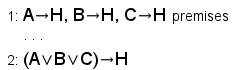 1: A→H, B→H, C→H premises
. . .
2: (A∨B∨C)→H